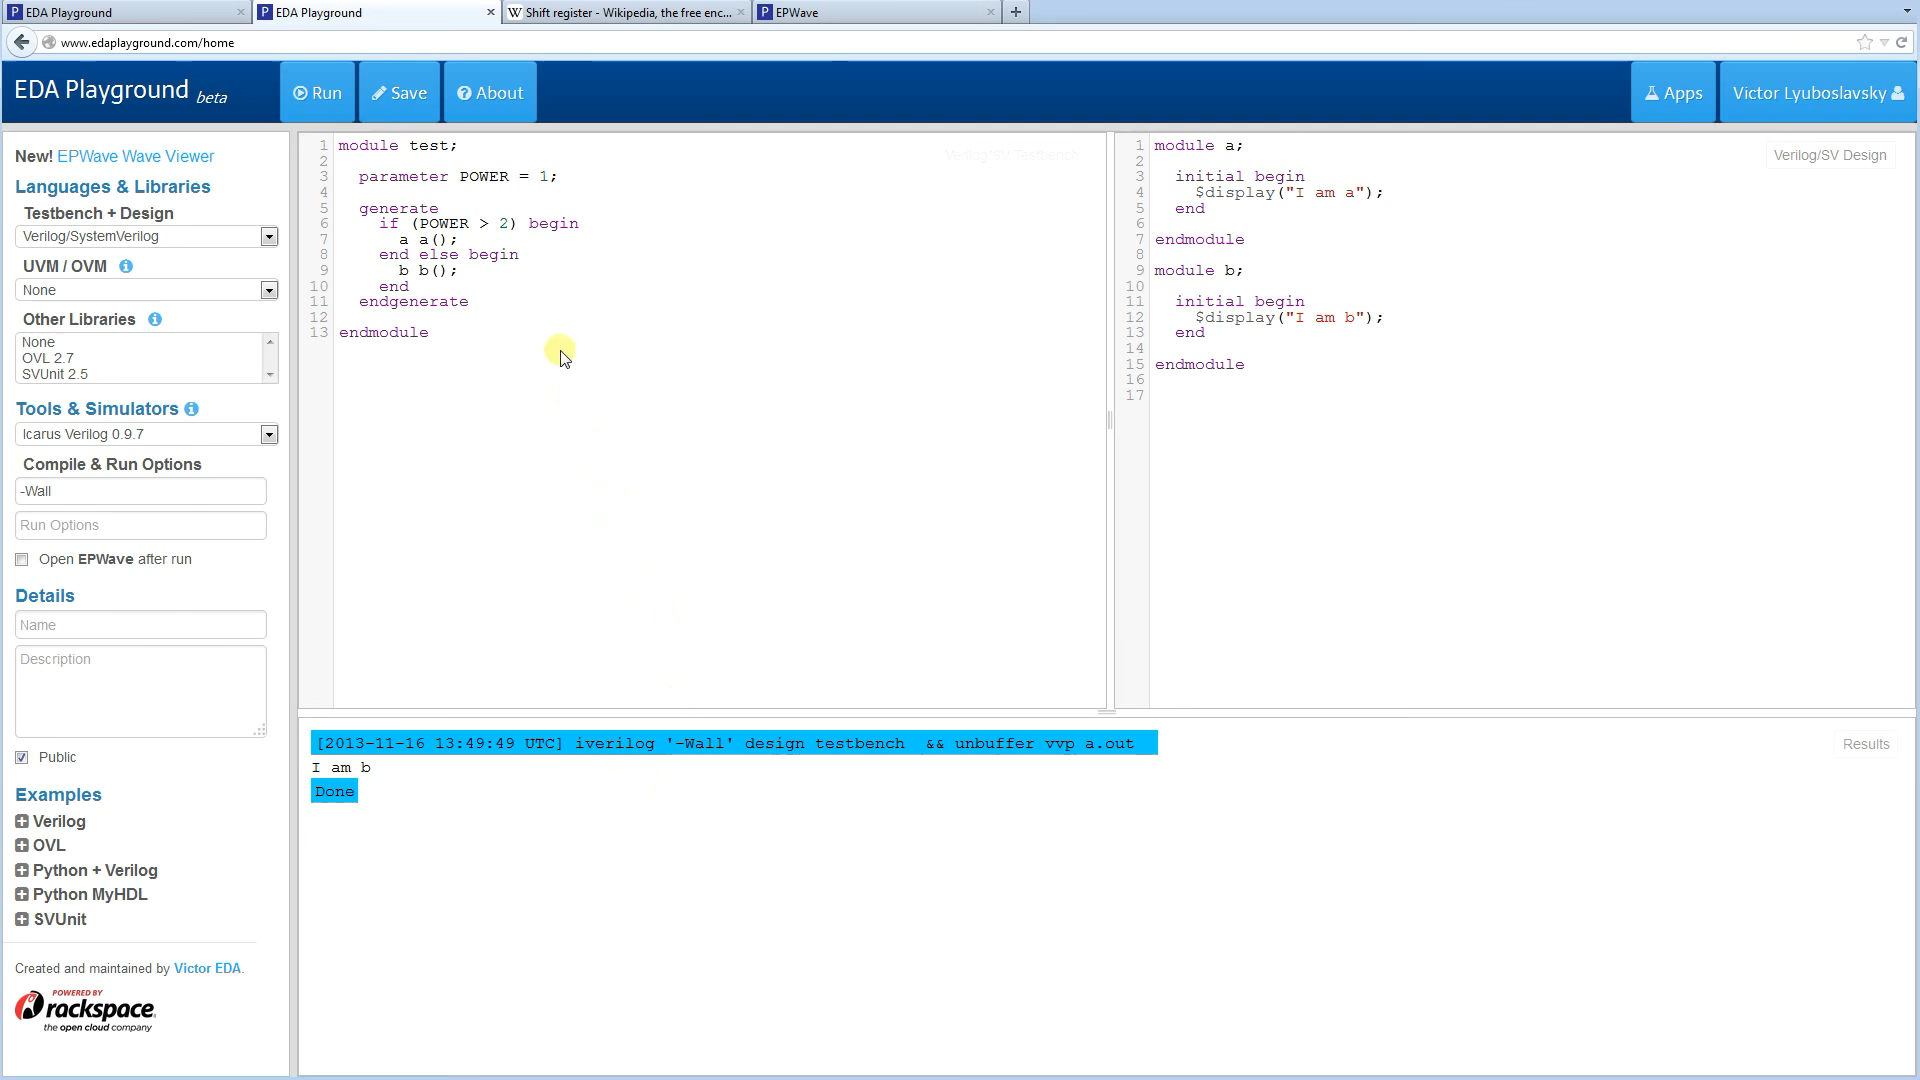 EDA Playground
EDA Playground
Shift register - Wikipedia, the free enc...
EPWave
www.edaplayground.com/home
EDA Playground beta
Run
Save
About
Apps
Victor Lyuboslavsky
New! EPWave Wave Viewer
Languages & Libraries
Testbench + Design
Verilog/SystemVerilog
UVM / OVM
None
Other Libraries
None
OVL 2.7
SVUnit 2.5
Tools & Simulators
Icarus Verilog 0.9.7
Compile & Run Options
-Wall
Run Options
Open EPWave after run
Details
Name
Description
Public
Examples
Verilog
OVL
Python + Verilog
Python MyHDL
SVUnit
Created and maintained by Victor EDA.
POWERED BY
rackspace.
the open cloud company
Verilog/SV Testbench
1 module test;
2
3 parameter POWER = 1;
4
5 generate
6 if (POWER > 2) begin
7 a a();
8 end else begin
9 b b();
10 end
11 endgenerate
12
13 endmodule
Verilog/SV Design
1 module a;
2
3 initial begin
4 $display("I am a");
5 end
6
7 endmodule
8
9 module b;
10
11 initial begin
12 $display("I am b");
13 end
14
15 endmodule
16
17
[2013-11-16 13:49:49 UTC] iverilog '-Wall' design testbench && unbuffer vvp a.out
Results
I am b
Done